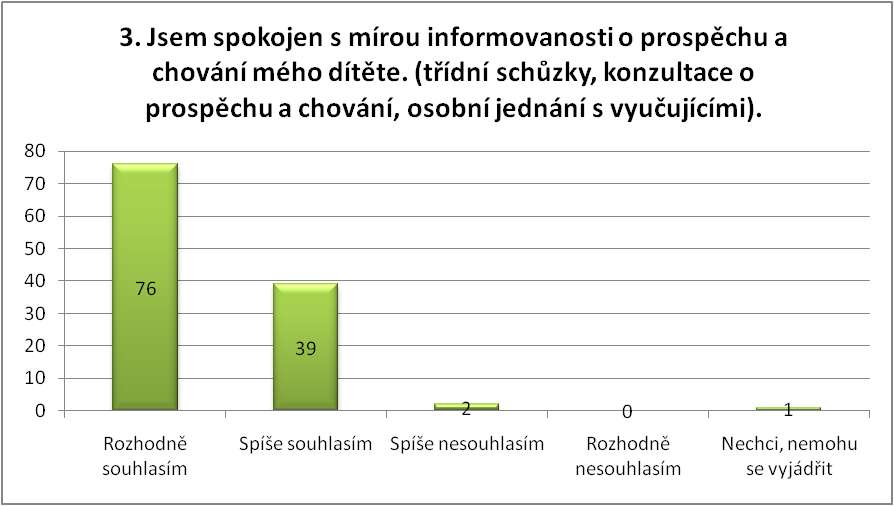 3. Jsem spokojen s mírou informovanosti o prospěchu a
chování mého dítěte. (třídní schůzky, konzultace o
prospěchu a chování, osobní jednání s vyučujícími).
80
70
60
50
40
30
20
10
0
76
39
2
0
1
Rozhodně
souhlasím
Spíše souhlasím
Spíše nesouhlasím
Rozhodně
nesouhlasím
Nechci, nemohu
se vyjádřit